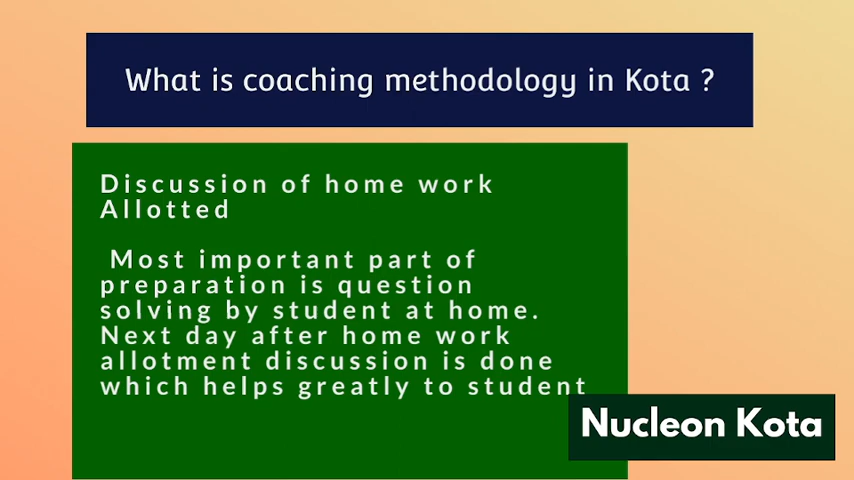 What is coaching methodology in Kota ?
Discussion of home work
Allotted
Most important part of
preparation is question
solving by student at home.
Next day after home work
allotment discussion is done
which helps greatly to student
Nucleon Kota